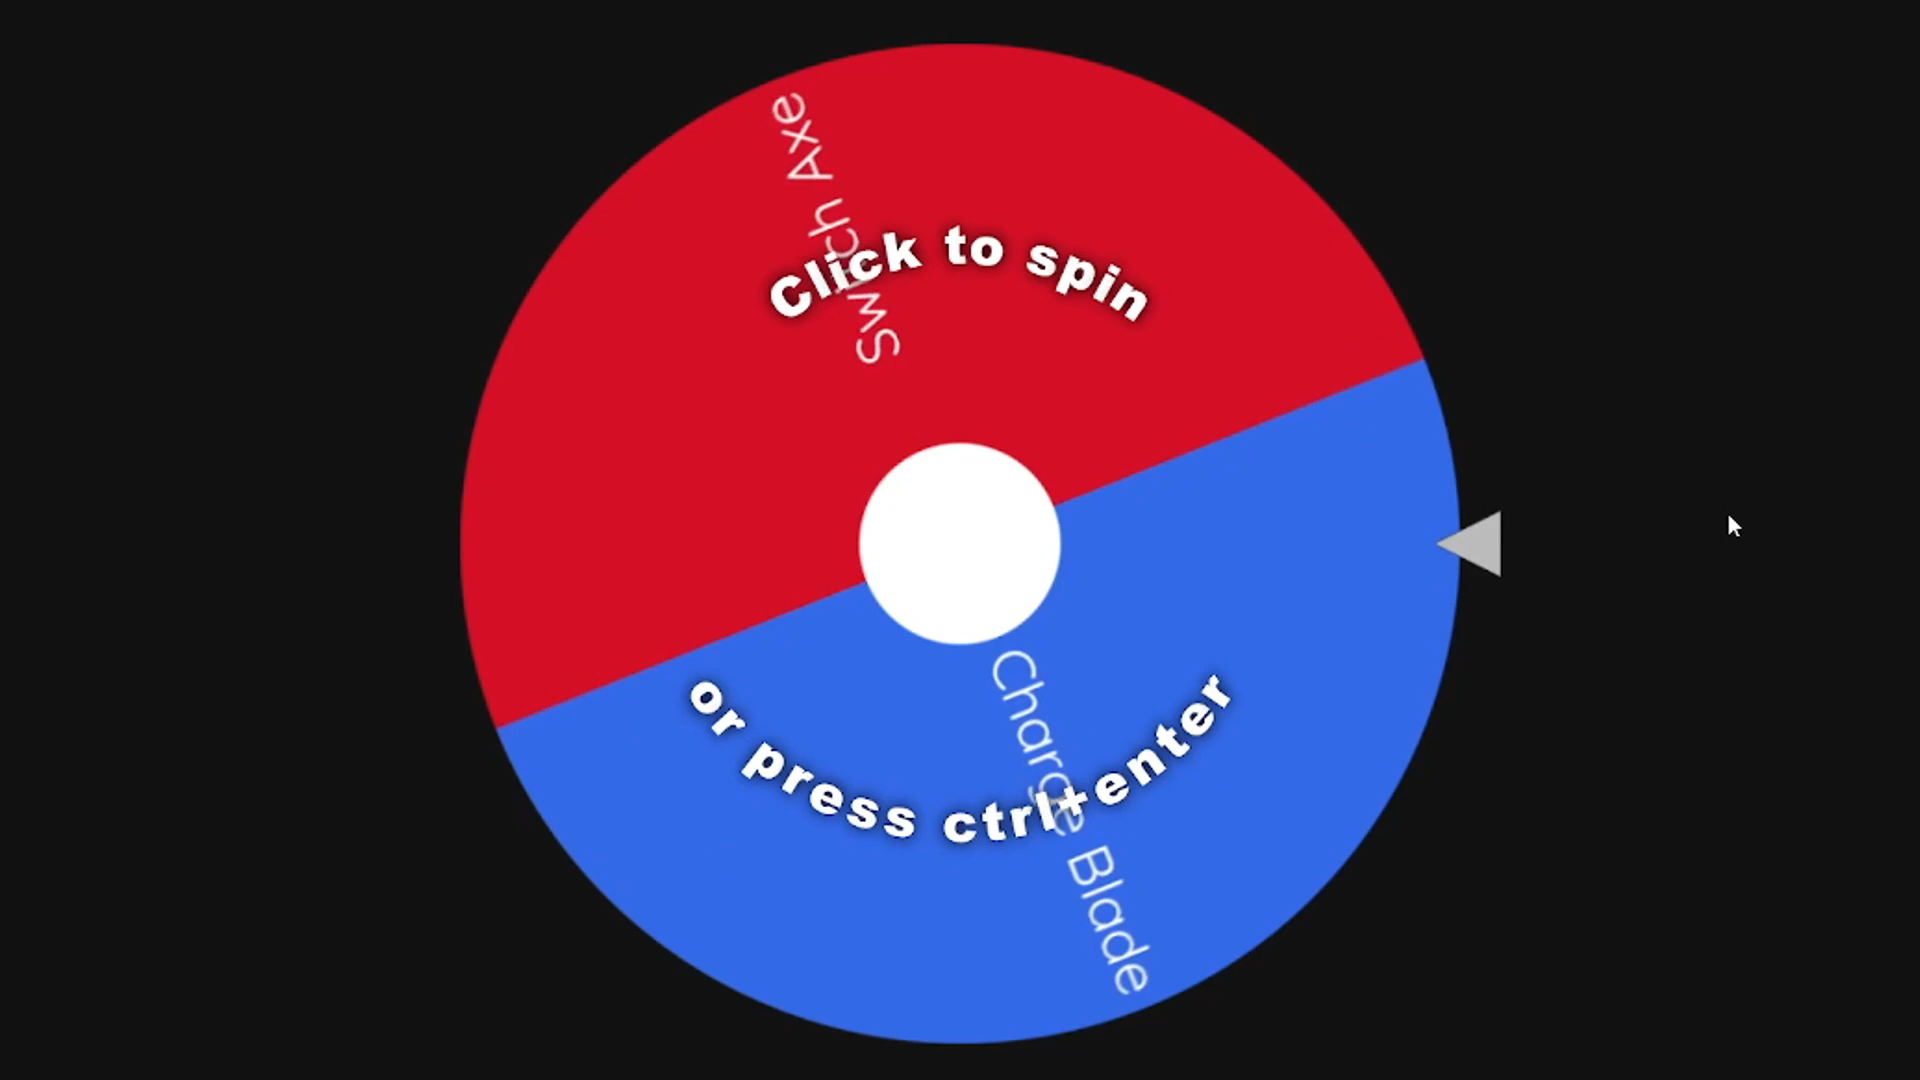 Switch Axe
Click to spin
or press ctrl+enter
Charge Blade